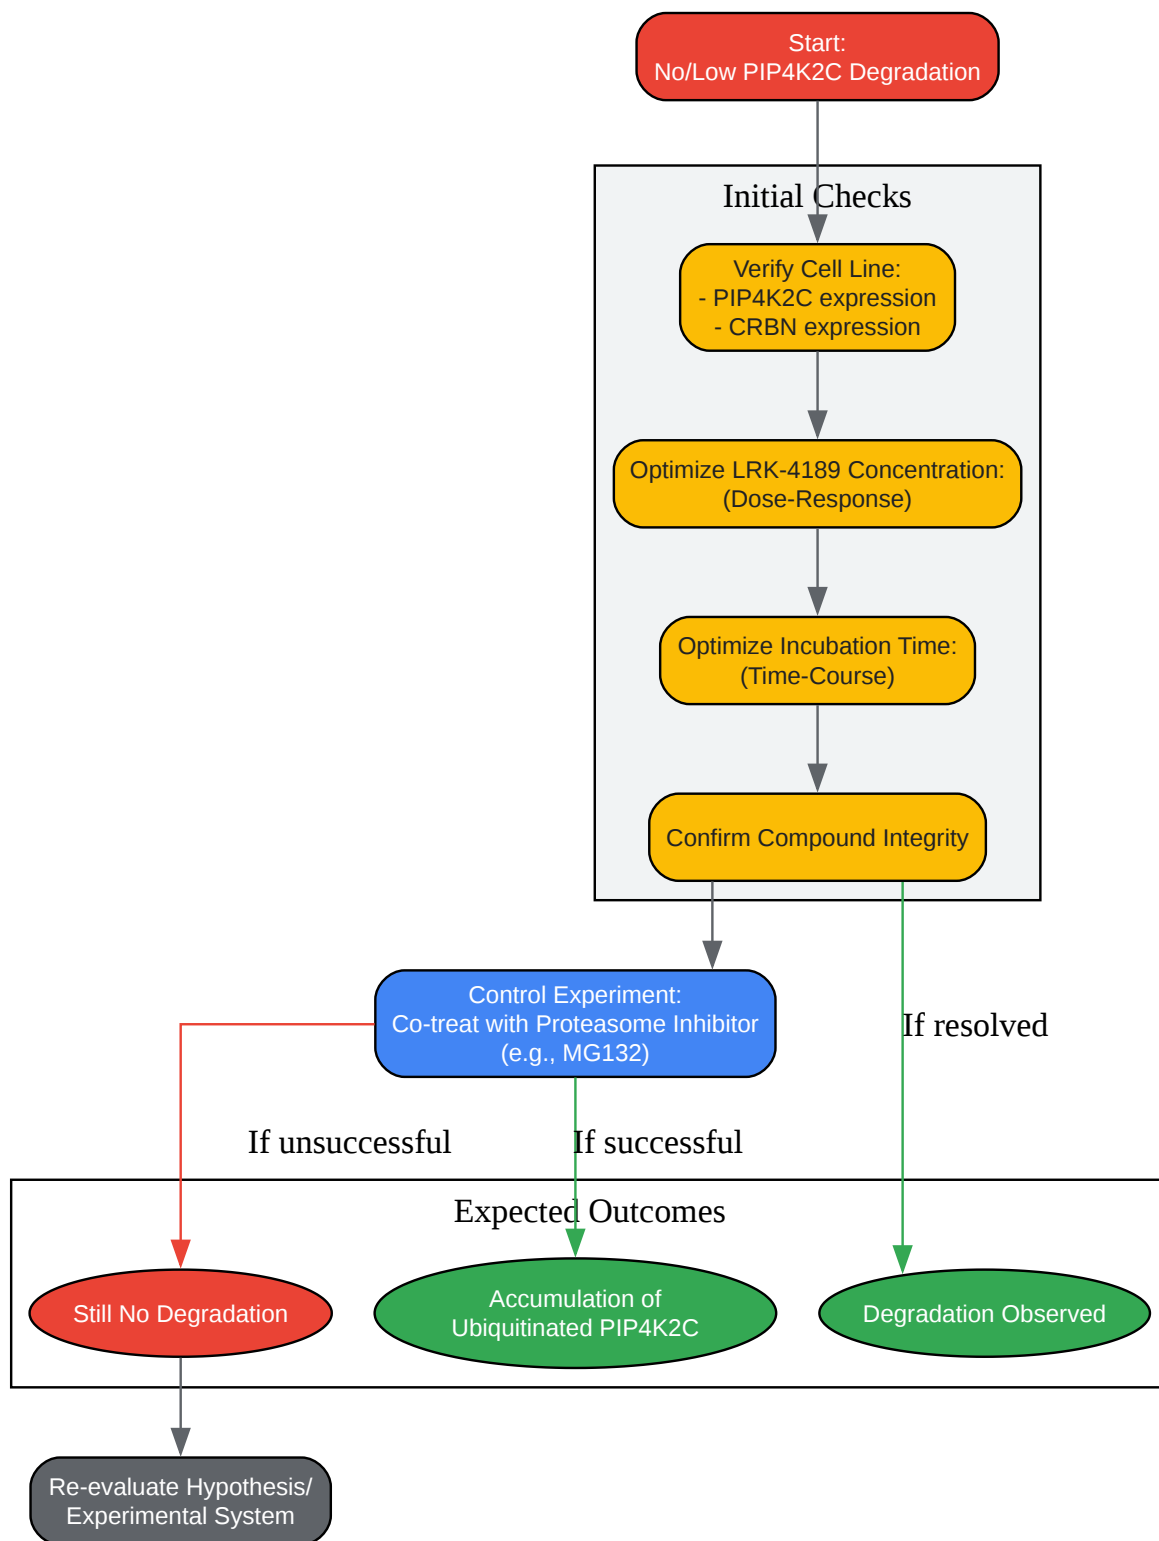 Start:
No/Low PIP4K2C Degradation
Initial Checks
Verify Cell Line:
- PIP4K2C expression
- CRBN expression
Optimize LRK-4189 Concentration:
(Dose-Response)
Optimize Incubation Time:
(Time-Course)
Confirm Compound Integrity
Control Experiment:
Co-treat with Proteasome Inhibitor
(e.g., MG132)
If resolved
If unsuccessful
If successful
Expected Outcomes
Still No Degradation
Accumulation of
Ubiquitinated PIP4K2C
Degradation Observed
Re-evaluate Hypothesis/
Experimental System